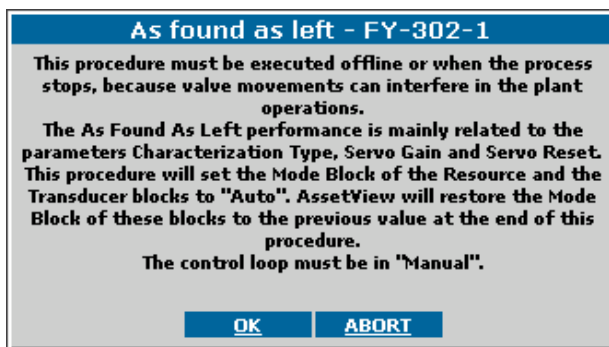 As found as left - FY-302-1
This procedure must be executed offline or when the process
stops, because valve movements can interfere in the plant
operations.
The As Found As Left performance is mainly related to the
parameters Characterization Type, Servo Gain and Servo Reset.
This procedure will set the Mode Block of the Resource and the
Transducer blocks to "Auto". AssetView will restore the Mode
Block of these blocks to the previous value at the end of this
procedure.
The control loop must be in "Manual".
OK ABORT